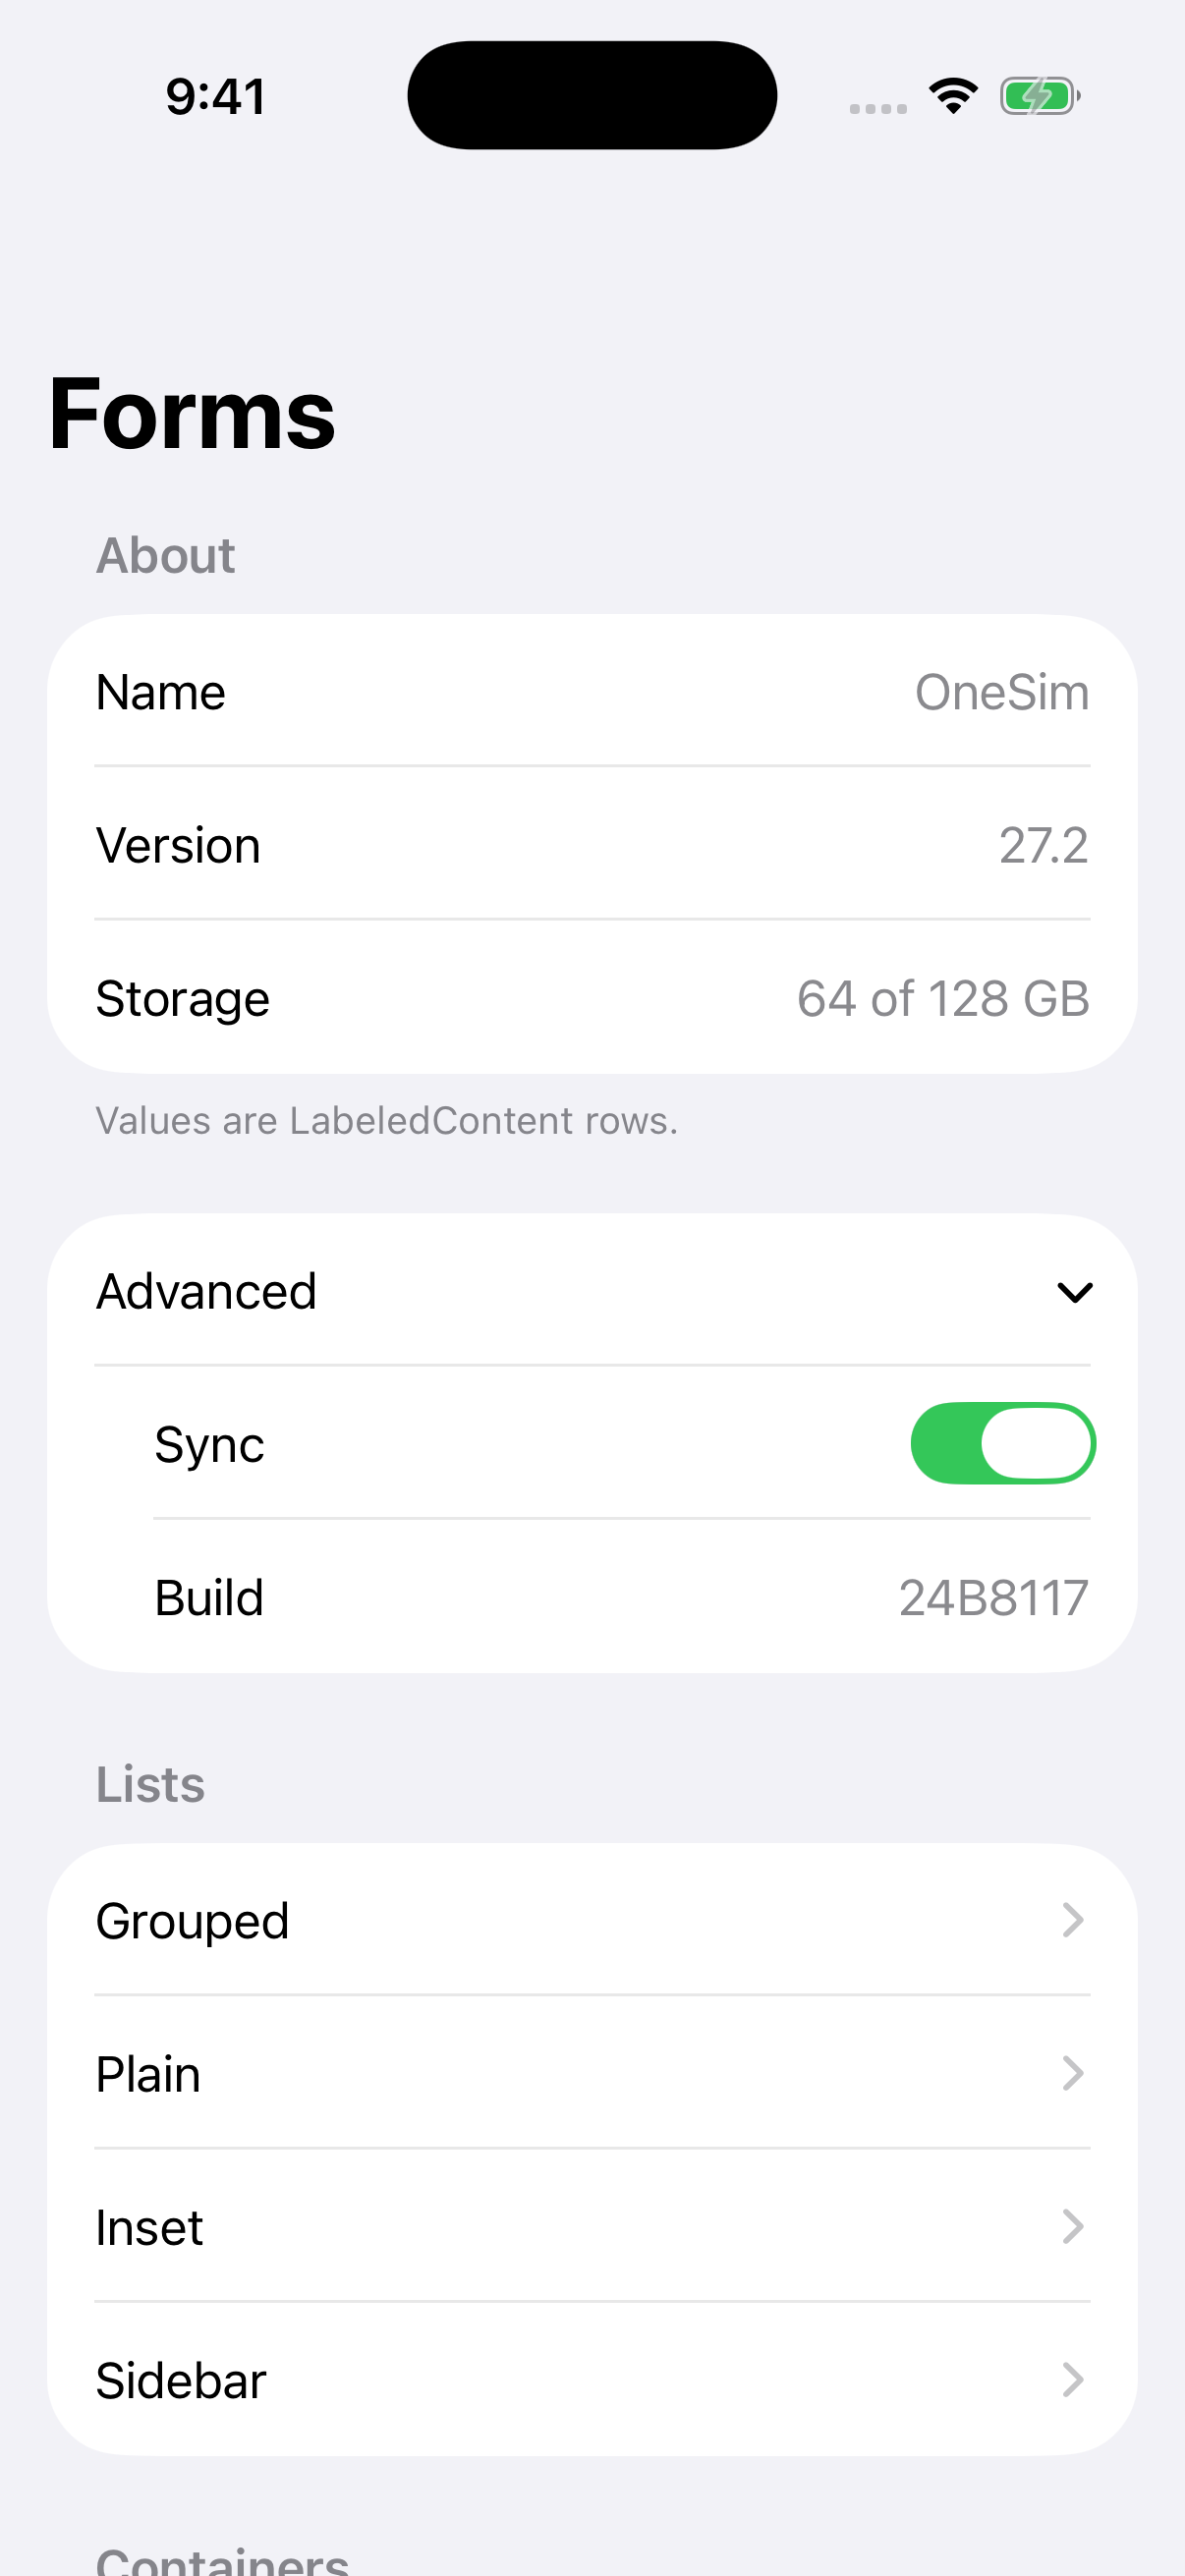 9:41
Forms
About
Name OneSim
Version 27.2
Storage 64 of 128 GB
Values are LabeledContent rows.
Advanced
Sync
Build 24B8117
Lists
Grouped
Plain
Inset
Sidebar
Containers